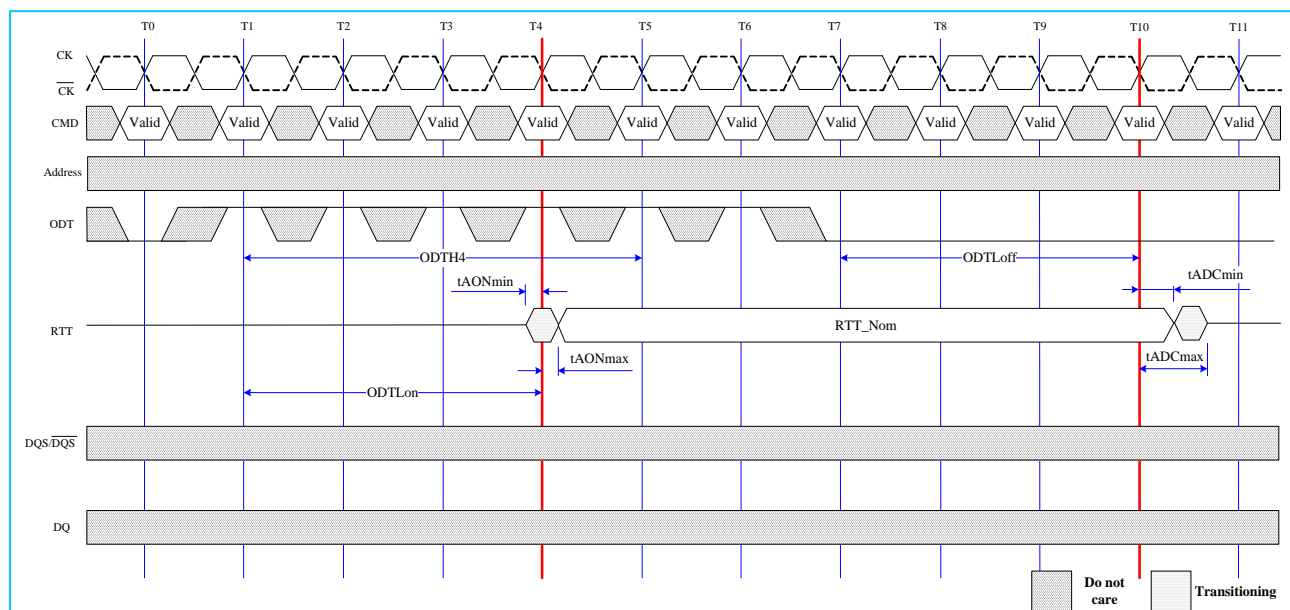 T0 T1 T2 T3 T4 T5 T6 T7 T8 T9 T10 T11
CK
C̅K̅
CMD Valid Valid Valid Valid Valid Valid Valid Valid Valid Valid Valid Valid
Address
ODT
ODTH4 ODTLoff
tAONmin tADCmin
RTT RTT_Nom
tAONmax tADCmax
ODTLon
DQS/D̅Q̅S̅
DQ
Do not care Transitioning